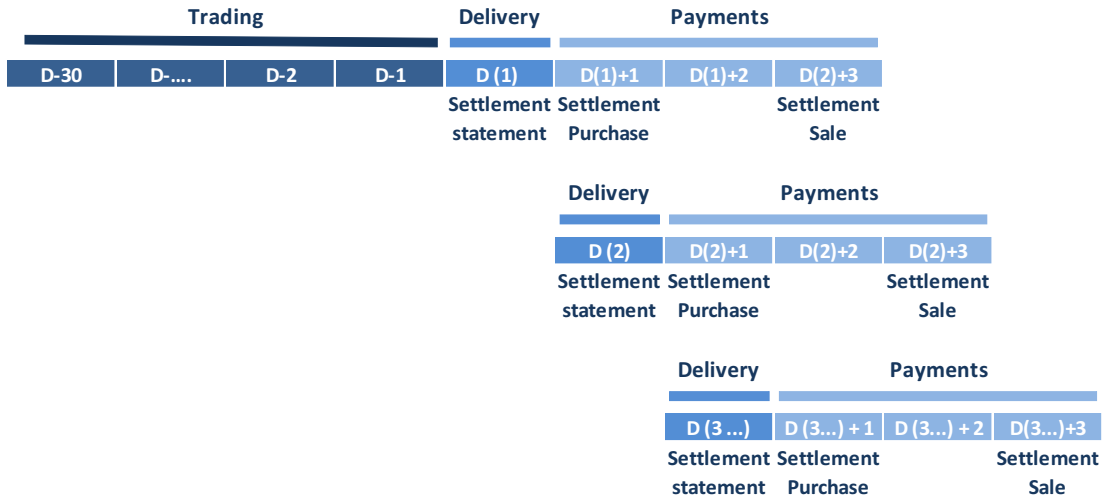 Trading Delivery Payments
D-30 D-.... D-2 D-1 D (1) D(1)+1 D(1)+2 D(2)+3
Settlement Settlement Settlement
statement Purchase Sale
Delivery Payments
D (2) D(2)+1 D(2)+2 D(2)+3
Settlement Settlement Settlement
statement Purchase Sale
Delivery Payments
D (3 ...) D (3...) + 1 D (3...) + 2 D(3...)+3
Settlement Settlement Settlement
statement Purchase Sale